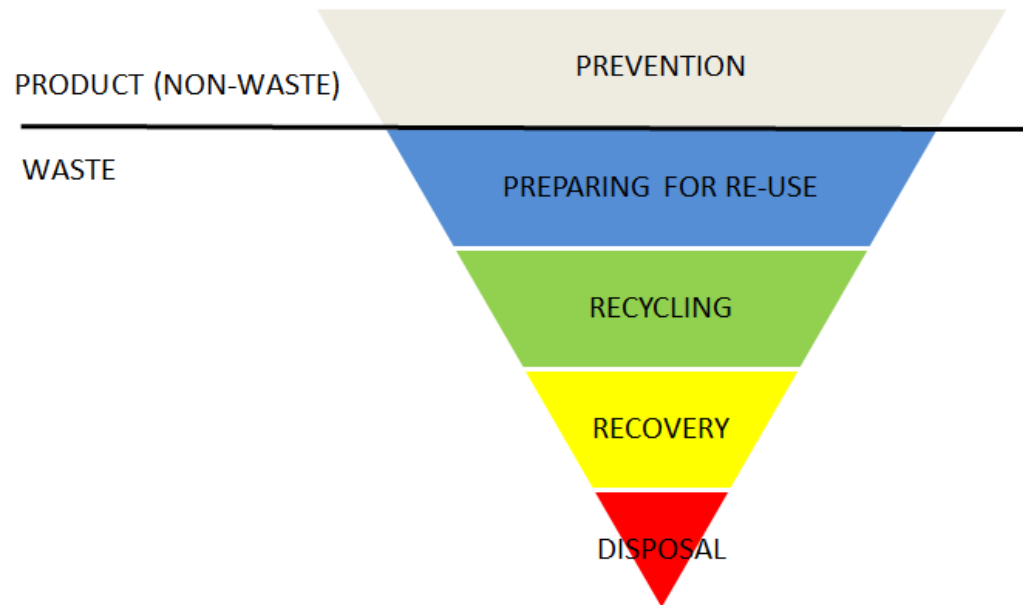 PREVENTION
PRODUCT (NON-WASTE)
WASTE
PREPARING FOR RE-USE
RECYCLING
RECOVERY
DISPOSAL